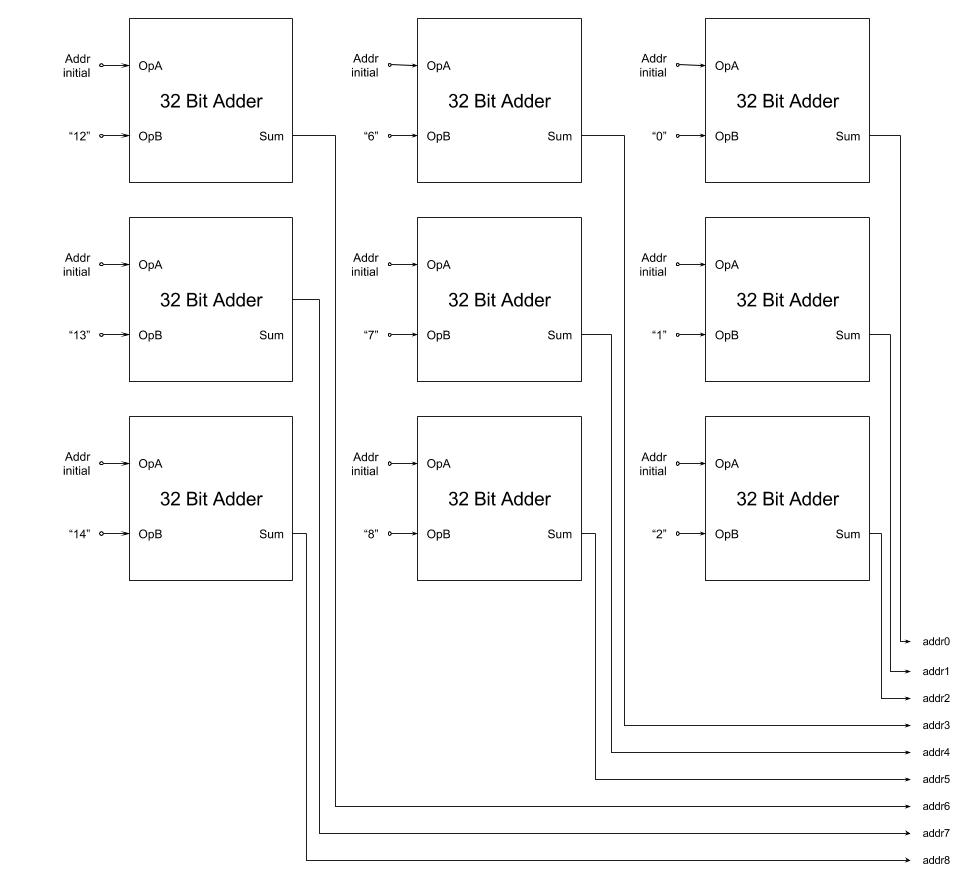 Addr
initial
OpA
32 Bit Adder
“12”
OpB
Sum
Addr
initial
OpA
32 Bit Adder
“6”
OpB
Sum
Addr
initial
OpA
32 Bit Adder
“0”
OpB
Sum
Addr
initial
OpA
32 Bit Adder
“13”
OpB
Sum
Addr
initial
OpA
32 Bit Adder
“7”
OpB
Sum
Addr
initial
OpA
32 Bit Adder
“1”
OpB
Sum
Addr
initial
OpA
32 Bit Adder
“14”
OpB
Sum
Addr
initial
OpA
32 Bit Adder
“8”
OpB
Sum
Addr
initial
OpA
32 Bit Adder
“2”
OpB
Sum
addr0
addr1
addr2
addr3
addr4
addr5
addr6
addr7
addr8